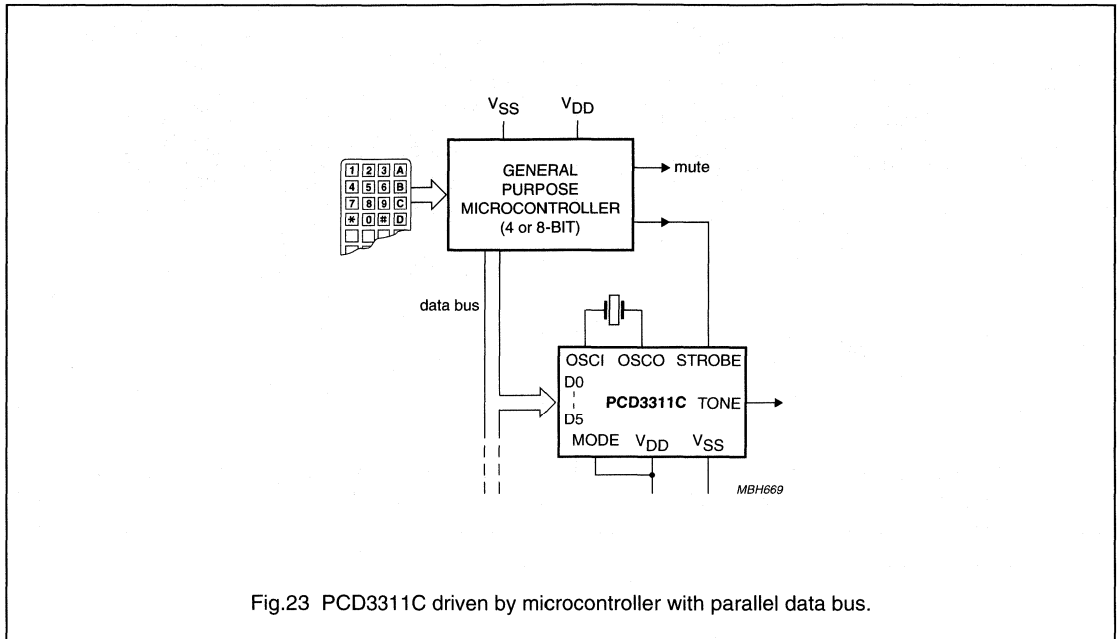 VSS VDD
1 2 3 A
4 5 6 B
7 8 9 C
* 0 # D
GENERAL
PURPOSE
MICROCONTROLLER
(4 or 8-BIT)
mute
data bus
OSCI OSCO STROBE
D0
D5
PCD3311C TONE
MODE VDD VSS
MBH669
Fig.23 PCD3311C driven by microcontroller with parallel data bus.